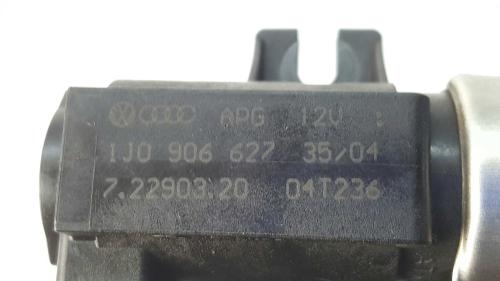 APG 12V :
1J0 906 627 35/04
7.22903.20 04T236